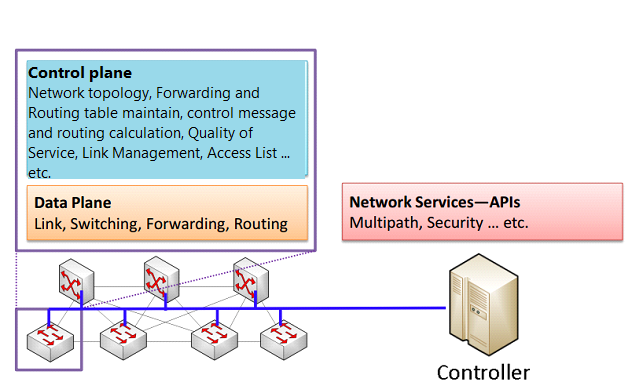 Control plane
Network topology, Forwarding and
Routing table maintain, control message
and routing calculation, Quality of
Service, Link Management, Access List ...
etc.
Data Plane
Link, Switching, Forwarding, Routing
Network Services—APIs
Multipath, Security ... etc.
Controller